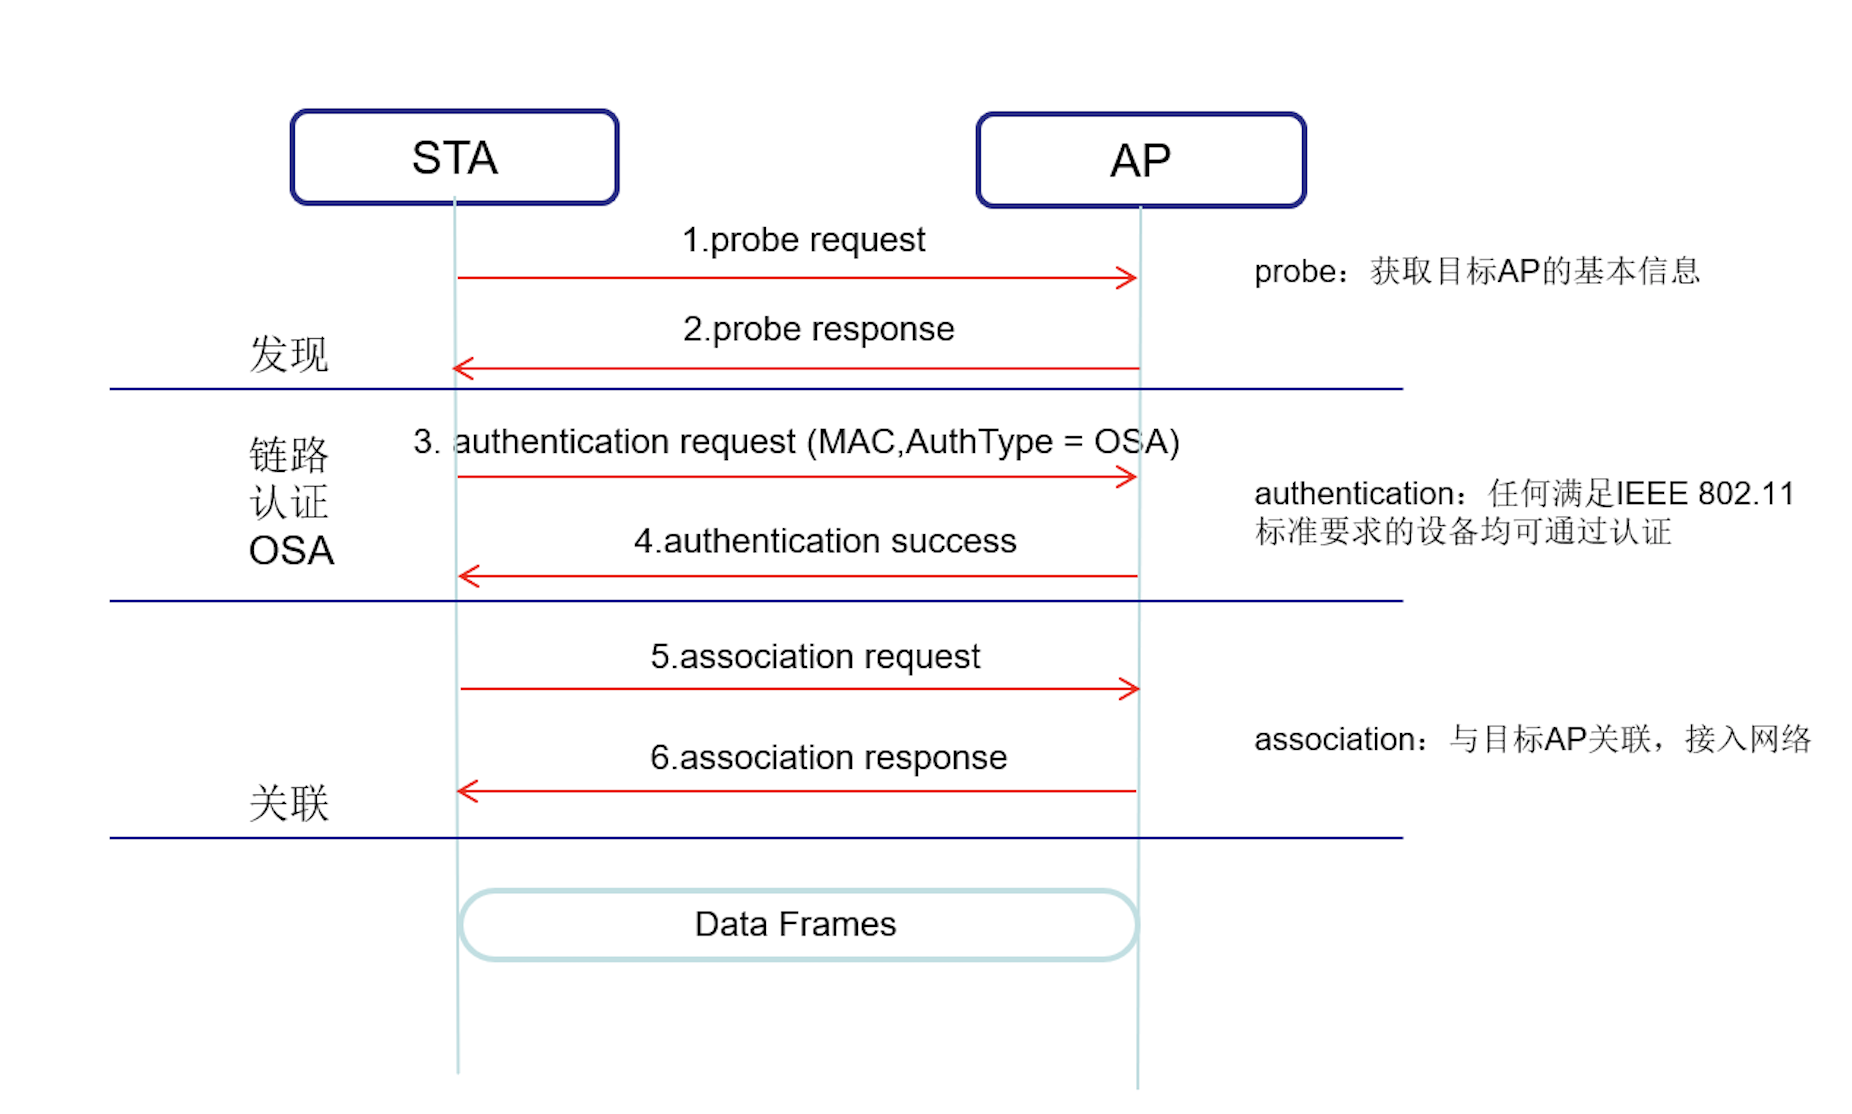 STA
AP
1.probe request
probe：获取目标AP的基本信息
2.probe response
发现
3. authentication request (MAC,AuthType = OSA)
链路
认证
OSA
authentication：任何满足IEEE 802.11
标准要求的设备均可通过认证
4.authentication success
5.association request
association：与目标AP关联，接入网络
6.association response
关联
Data Frames